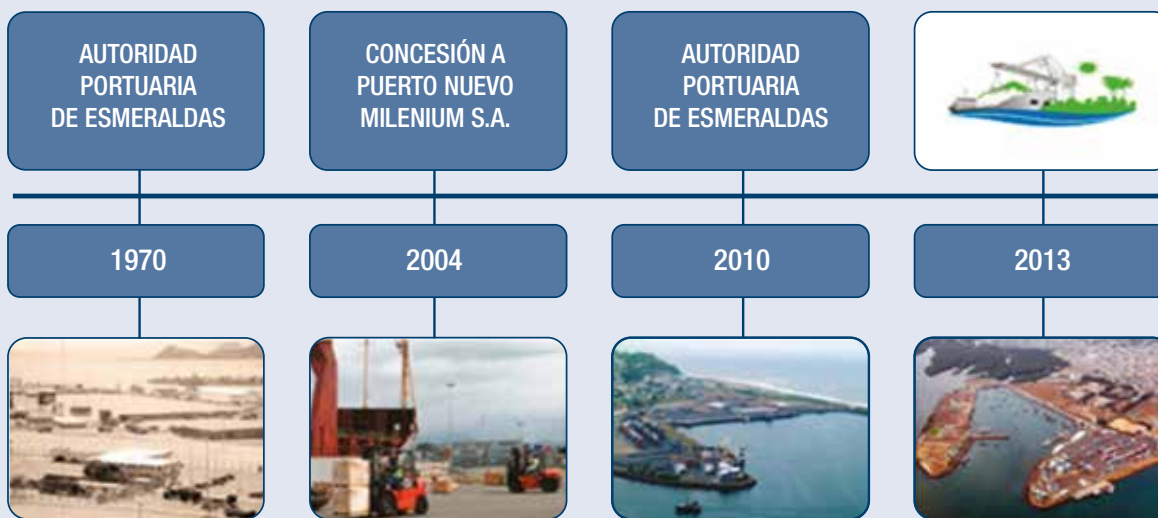 AUTORIDAD
PORTUARIA
DE ESMERALDAS
CONCESIÓN A
PUERTO NUEVO
MILENIUM S.A.
AUTORIDAD
PORTUARIA
DE ESMERALDAS
1970
2004
2010
2013